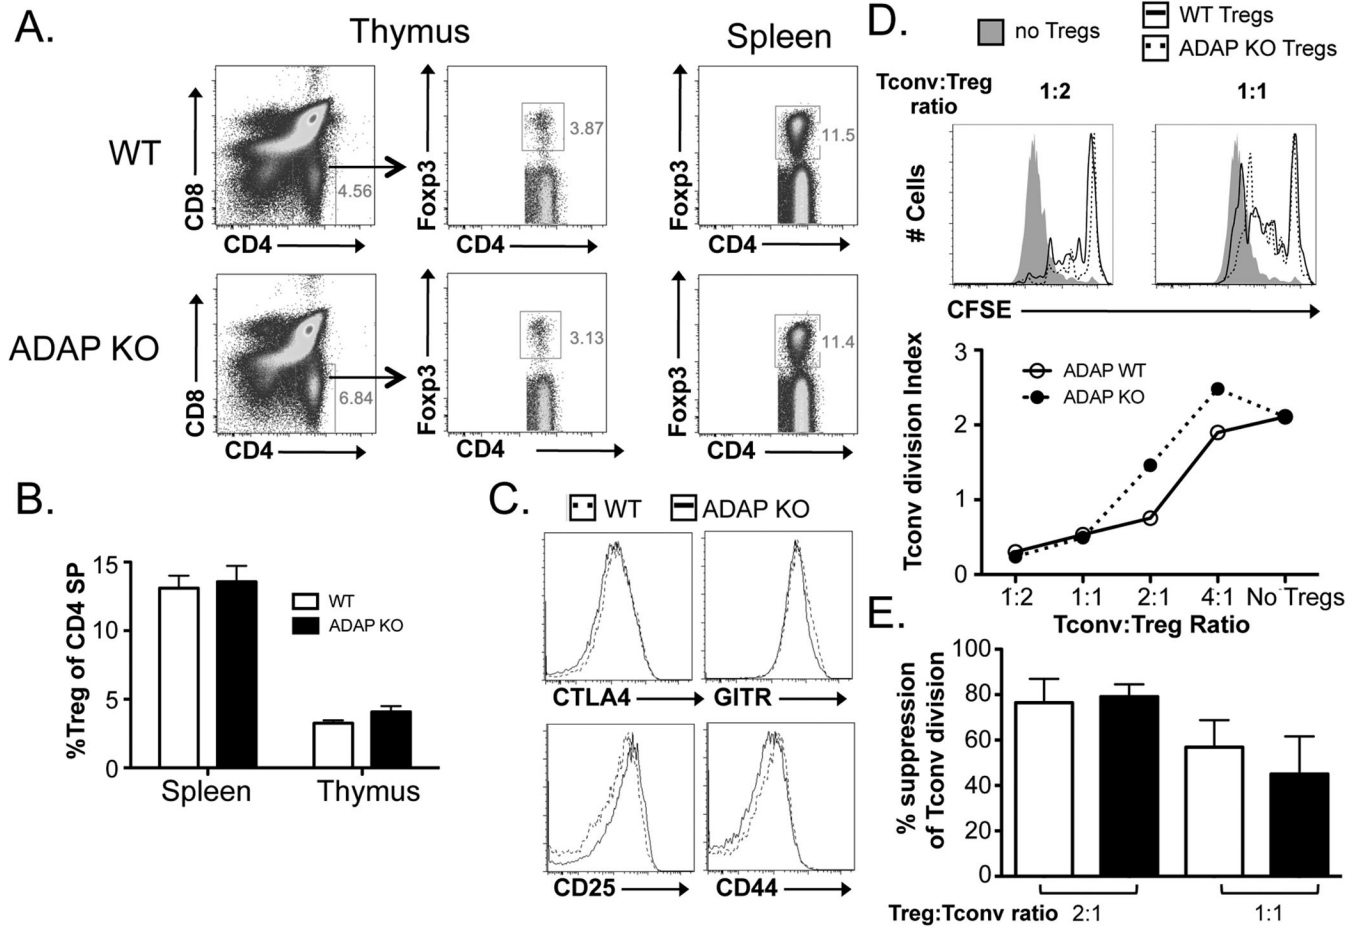 A.
Thymus
Spleen
WT
CD8
CD4
4.56
Foxp3
CD4
3.87
Foxp3
CD4
11.5
ADAP KO
CD8
CD4
6.84
Foxp3
CD4
3.13
Foxp3
CD4
11.4
B.
%Treg of CD4 SP
15
10
5
0
WT
ADAP KO
Spleen
Thymus
C.
WT
ADAP KO
CTLA4
GITR
CD25
CD44
D.
no Tregs
WT Tregs
ADAP KO Tregs
Tconv:Treg
ratio
1:2
1:1
# Cells
CFSE
Tconv division Index
3
2
1
0
ADAP WT
ADAP KO
1:2
1:1
2:1
4:1
No Tregs
Tconv:Treg Ratio
E.
% suppression
of Tconv division
100
80
60
40
20
0
Treg:Tconv ratio
2:1
1:1